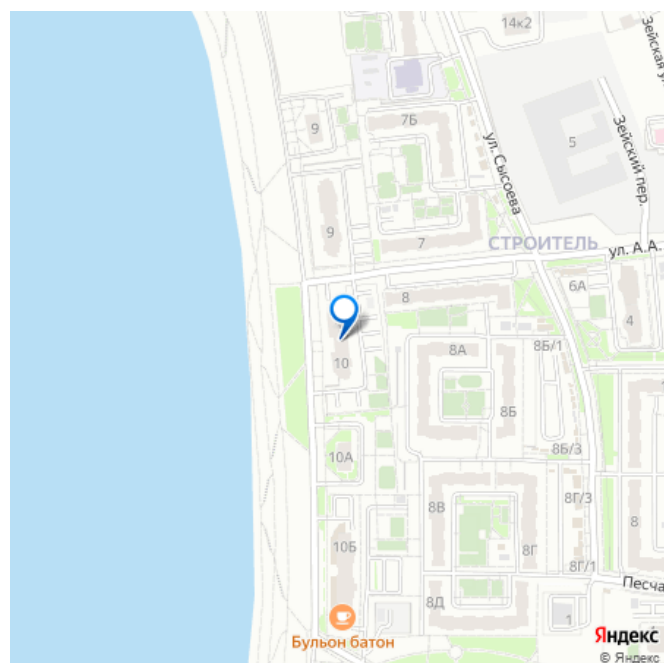 14к2
Зейская у
9
7Б
5
ул. Сысоева
Зейский пер.
9
7
СТРОИТЕЛЬ
ул. А.А.
8
6А
4
10
8А
8Б/1
8Б
10А
8Б/3
8В
8Г/3
8
10Б
8Г
8Г/1
8Д
1
Песча
Бульон батон
Яндекс
© Яндекс